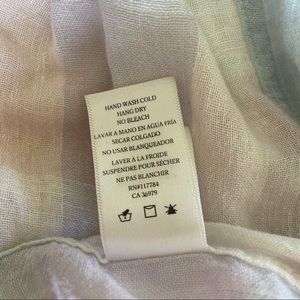 HAND WASH COLD
HANG DRY
NO BLEACH
LAVAR A MANO EN AGUA FRÍA
SECAR COLGADO
NO USAR BLANQUEADOR
LAVER À LA FROIDE
SUSPENDRE POUR SÉCHER
NE PAS BLANCHIR
RN#117784
CA 36979